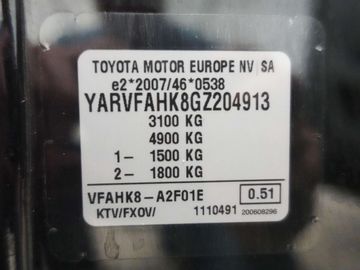 TOYOTA MOTOR EUROPE NV, SA
e2*2007/46*0538
YARVFAHK8GZ204913
3100 KG
4900 KG
1- 1500 KG
2- 1800 KG
VFAHK8-A2F01E 0.51
KTV/FXOV/ 1110491 200608296